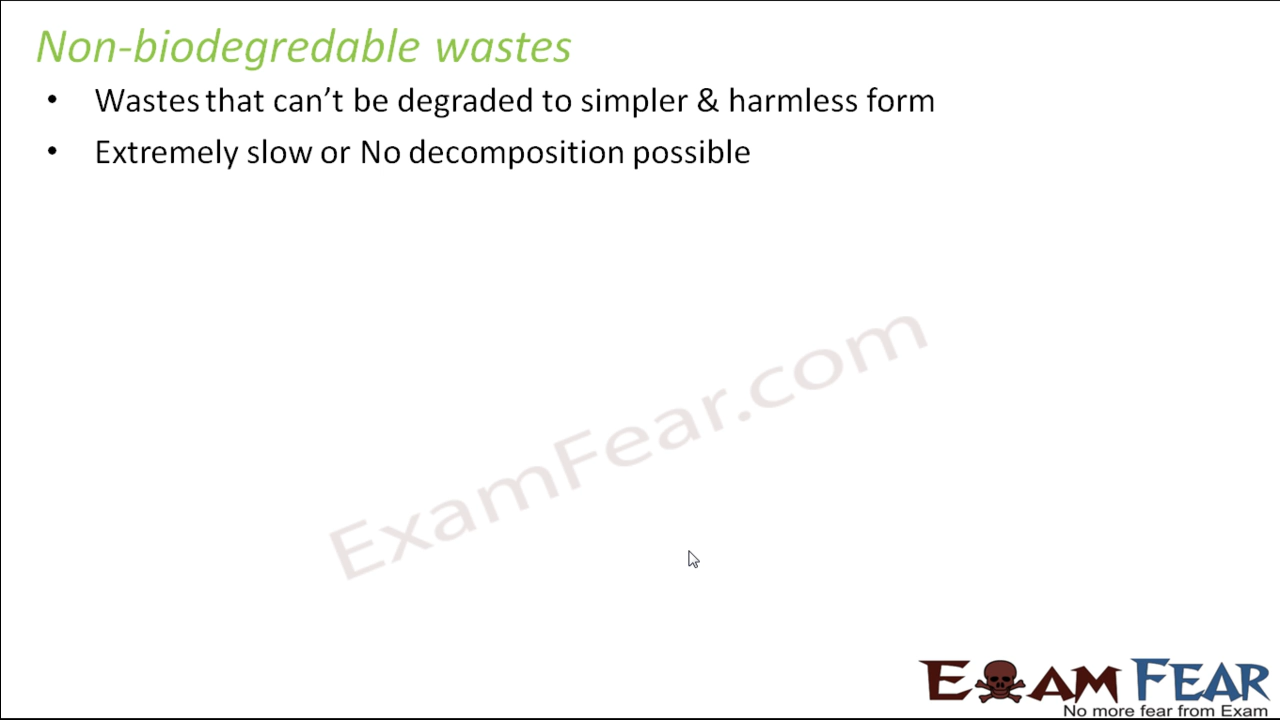 Non-biodegredable wastes
• Wastes that can’t be degraded to simpler & harmless form
• Extremely slow or No decomposition possible
ExamFear.com
EXAM FEAR
No more fear from Exam